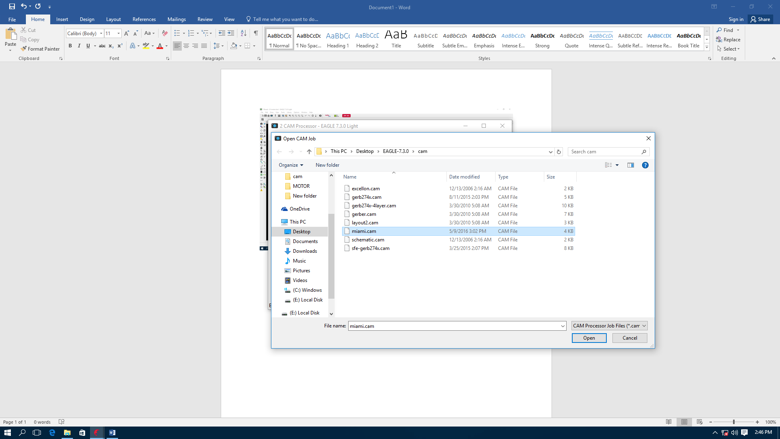 Document1 - Word
File Home Insert Design Layout References Mailings Review View Tell me what you want to do... Sign in Share
Paste
Cut
Copy
Format Painter
Clipboard
Calibri (Body) 11
Font
Paragraph
AaBbCcDc AaBbCcDc AaBbCc AaBbCcC AaB AaBbCcC AaBbCcDc AaBbCcDc AaBbCcDc AaBbCcDc AaBbCcDc AaBbCcDc AaBbCcDc AaBbCcDc AaBbCcDc
¶ Normal ¶ No Spac... Heading 1 Heading 2 Title Subtitle Subtle Em... Emphasis Intense E... Strong Quote Intense Q... Subtle Ref... Intense Re... Book Title
Styles
Find
Replace
Select
Editing
2 CAM Processor - EAGLE 7.3.0 Light
Open CAM Job
This PC › Desktop › EAGLE-7.3.0 › cam
Search cam
Organize New folder
cam
MOTOR
New folder
OneDrive
This PC
Desktop
Documents
Downloads
Music
Pictures
Videos
(C:) Windows
(E:) Local Disk
(E:) Local Disk
Name Date modified Type Size
excellon.cam 12/13/2006 2:16 AM CAM File 2 KB
gerb274x.cam 8/11/2015 2:03 PM CAM File 5 KB
gerb274x-4layer.cam 3/30/2010 5:08 AM CAM File 10 KB
gerber.cam 3/30/2010 5:08 AM CAM File 7 KB
layout2.cam 3/30/2010 5:08 AM CAM File 3 KB
miami.cam 5/9/2016 3:02 PM CAM File 4 KB
schematic.cam 12/13/2006 2:16 AM CAM File 2 KB
sfe-gerb274x.cam 3/25/2015 2:07 PM CAM File 8 KB
File name: miami.cam
CAM Processor Job Files (*.cam
Open Cancel
Page 1 of 1 0 words
100%
2:46 PM